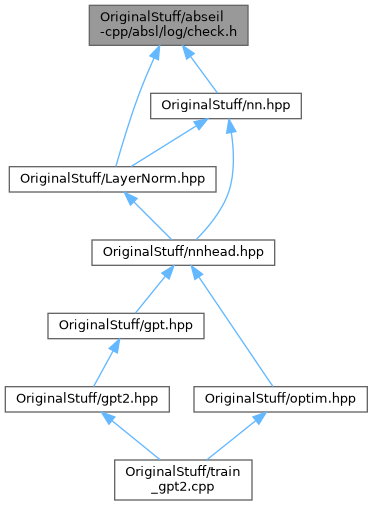 OriginalStuff/abseil
-cpp/absl/log/check.h
OriginalStuff/nn.hpp
OriginalStuff/LayerNorm.hpp
OriginalStuff/nnhead.hpp
OriginalStuff/gpt.hpp
OriginalStuff/gpt2.hpp
OriginalStuff/optim.hpp
OriginalStuff/train
_gpt2.cpp